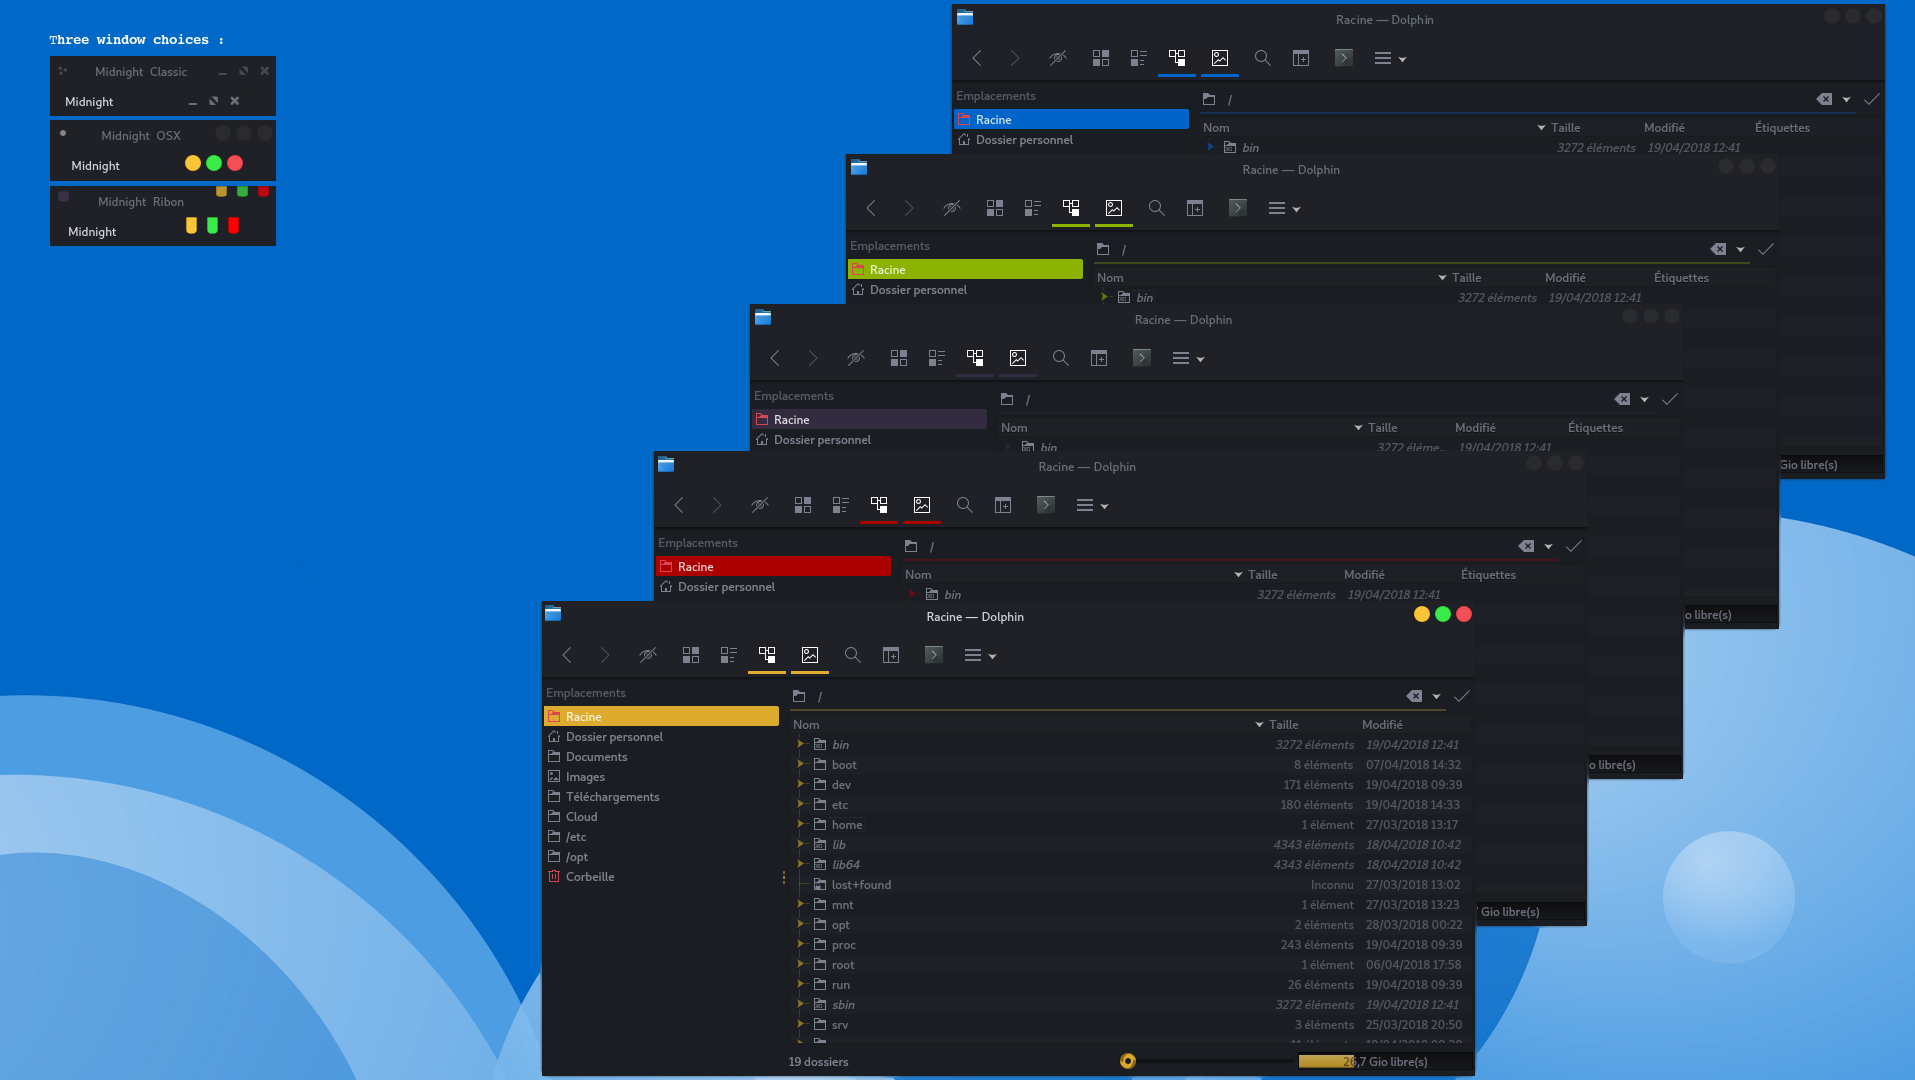 Three window choices :
Midnight Classic
Midnight
Midnight OSX
Midnight
Midnight Ribon
Midnight
Racine — Dolphin
Emplacements
/
Racine
Nom Taille Modifié Étiquettes
Dossier personnel
bin 3272 éléments 19/04/2018 12:41
Gio libre(s)
Racine — Dolphin
Emplacements
/
Racine
Nom Taille Modifié Étiquettes
Dossier personnel
bin 3272 éléments 19/04/2018 12:41
o libre(s)
Racine — Dolphin
Emplacements
/
Racine
Nom Taille Modifié Étiquettes
Dossier personnel
bin 3272 éléme... 19/04/2018 12:41
o libre(s)
Racine — Dolphin
Emplacements
/
Racine
Nom Taille Modifié Étiquettes
Dossier personnel
bin 3272 éléments 19/04/2018 12:41
Gio libre(s)
Racine — Dolphin
Emplacements
Racine
Dossier personnel
Documents
Images
Téléchargements
Cloud
/etc
/opt
Corbeille
/
Nom Taille Modifié
bin 3272 éléments 19/04/2018 12:41
boot 8 éléments 07/04/2018 14:32
dev 171 éléments 19/04/2018 09:39
etc 180 éléments 19/04/2018 14:33
home 1 élément 27/03/2018 13:17
lib 4343 éléments 18/04/2018 10:42
lib64 4343 éléments 18/04/2018 10:42
lost+found Inconnu 27/03/2018 13:02
mnt 1 élément 27/03/2018 13:23
opt 2 éléments 28/03/2018 00:22
proc 243 éléments 19/04/2018 09:39
root 1 élément 06/04/2018 17:58
run 26 éléments 19/04/2018 09:39
sbin 3272 éléments 19/04/2018 12:41
srv 3 éléments 25/03/2018 20:50
19 dossiers 26,7 Gio libre(s)